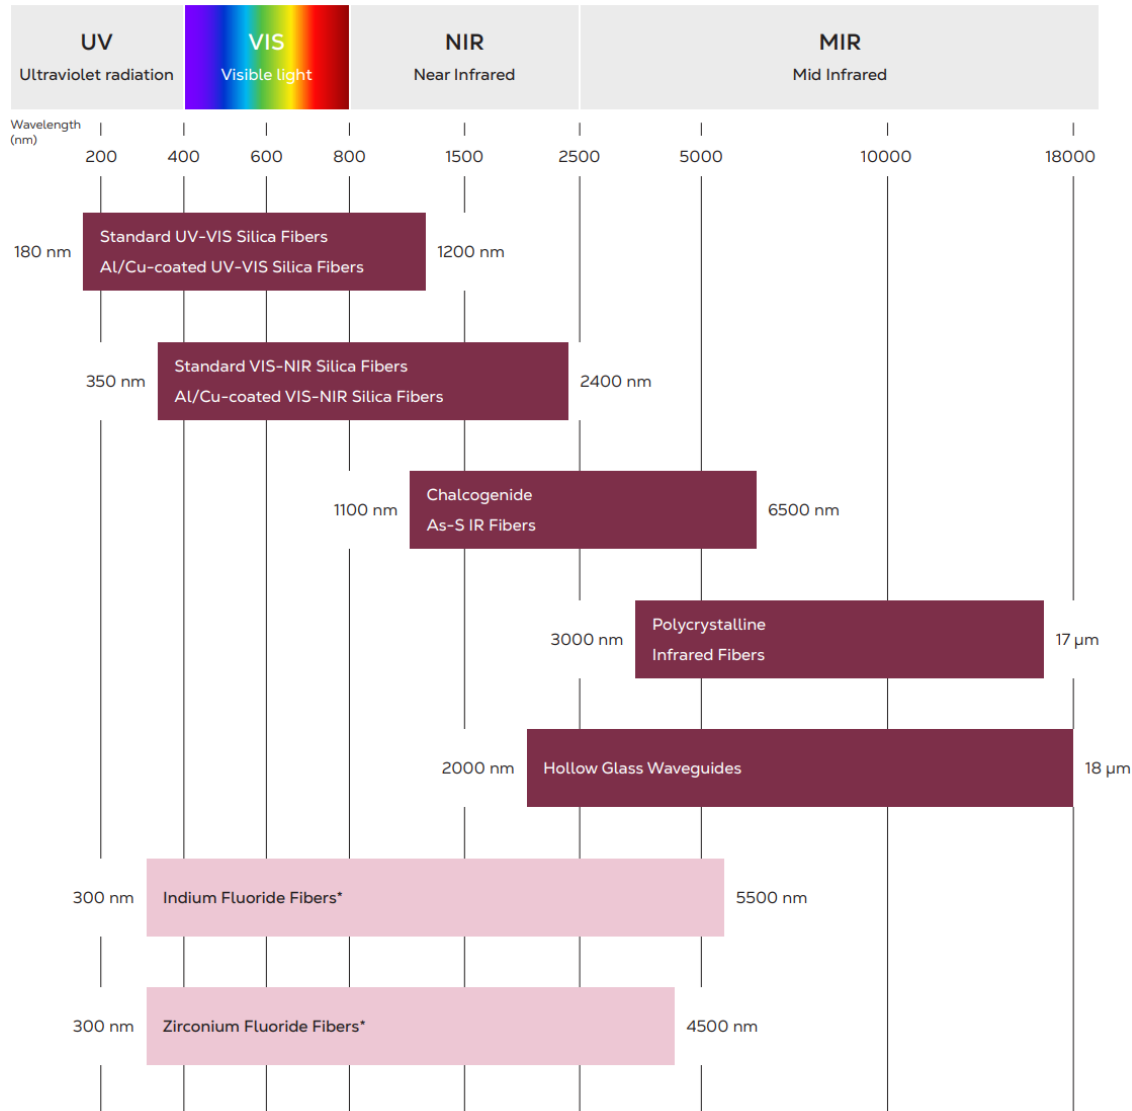 UV
Ultraviolet radiation
VIS
Visible light
NIR
Near Infrared
MIR
Mid Infrared
Wavelength
(nm)
200
400
600
800
1500
2500
5000
10000
18000
180 nm
Standard UV-VIS Silica Fibers
Al/Cu-coated UV-VIS Silica Fibers
1200 nm
350 nm
Standard VIS-NIR Silica Fibers
Al/Cu-coated VIS-NIR Silica Fibers
2400 nm
1100 nm
Chalcogenide
As-S IR Fibers
6500 nm
3000 nm
Polycrystalline
Infrared Fibers
17 µm
2000 nm
Hollow Glass Waveguides
18 µm
300 nm
Indium Fluoride Fibers*
5500 nm
300 nm
Zirconium Fluoride Fibers*
4500 nm